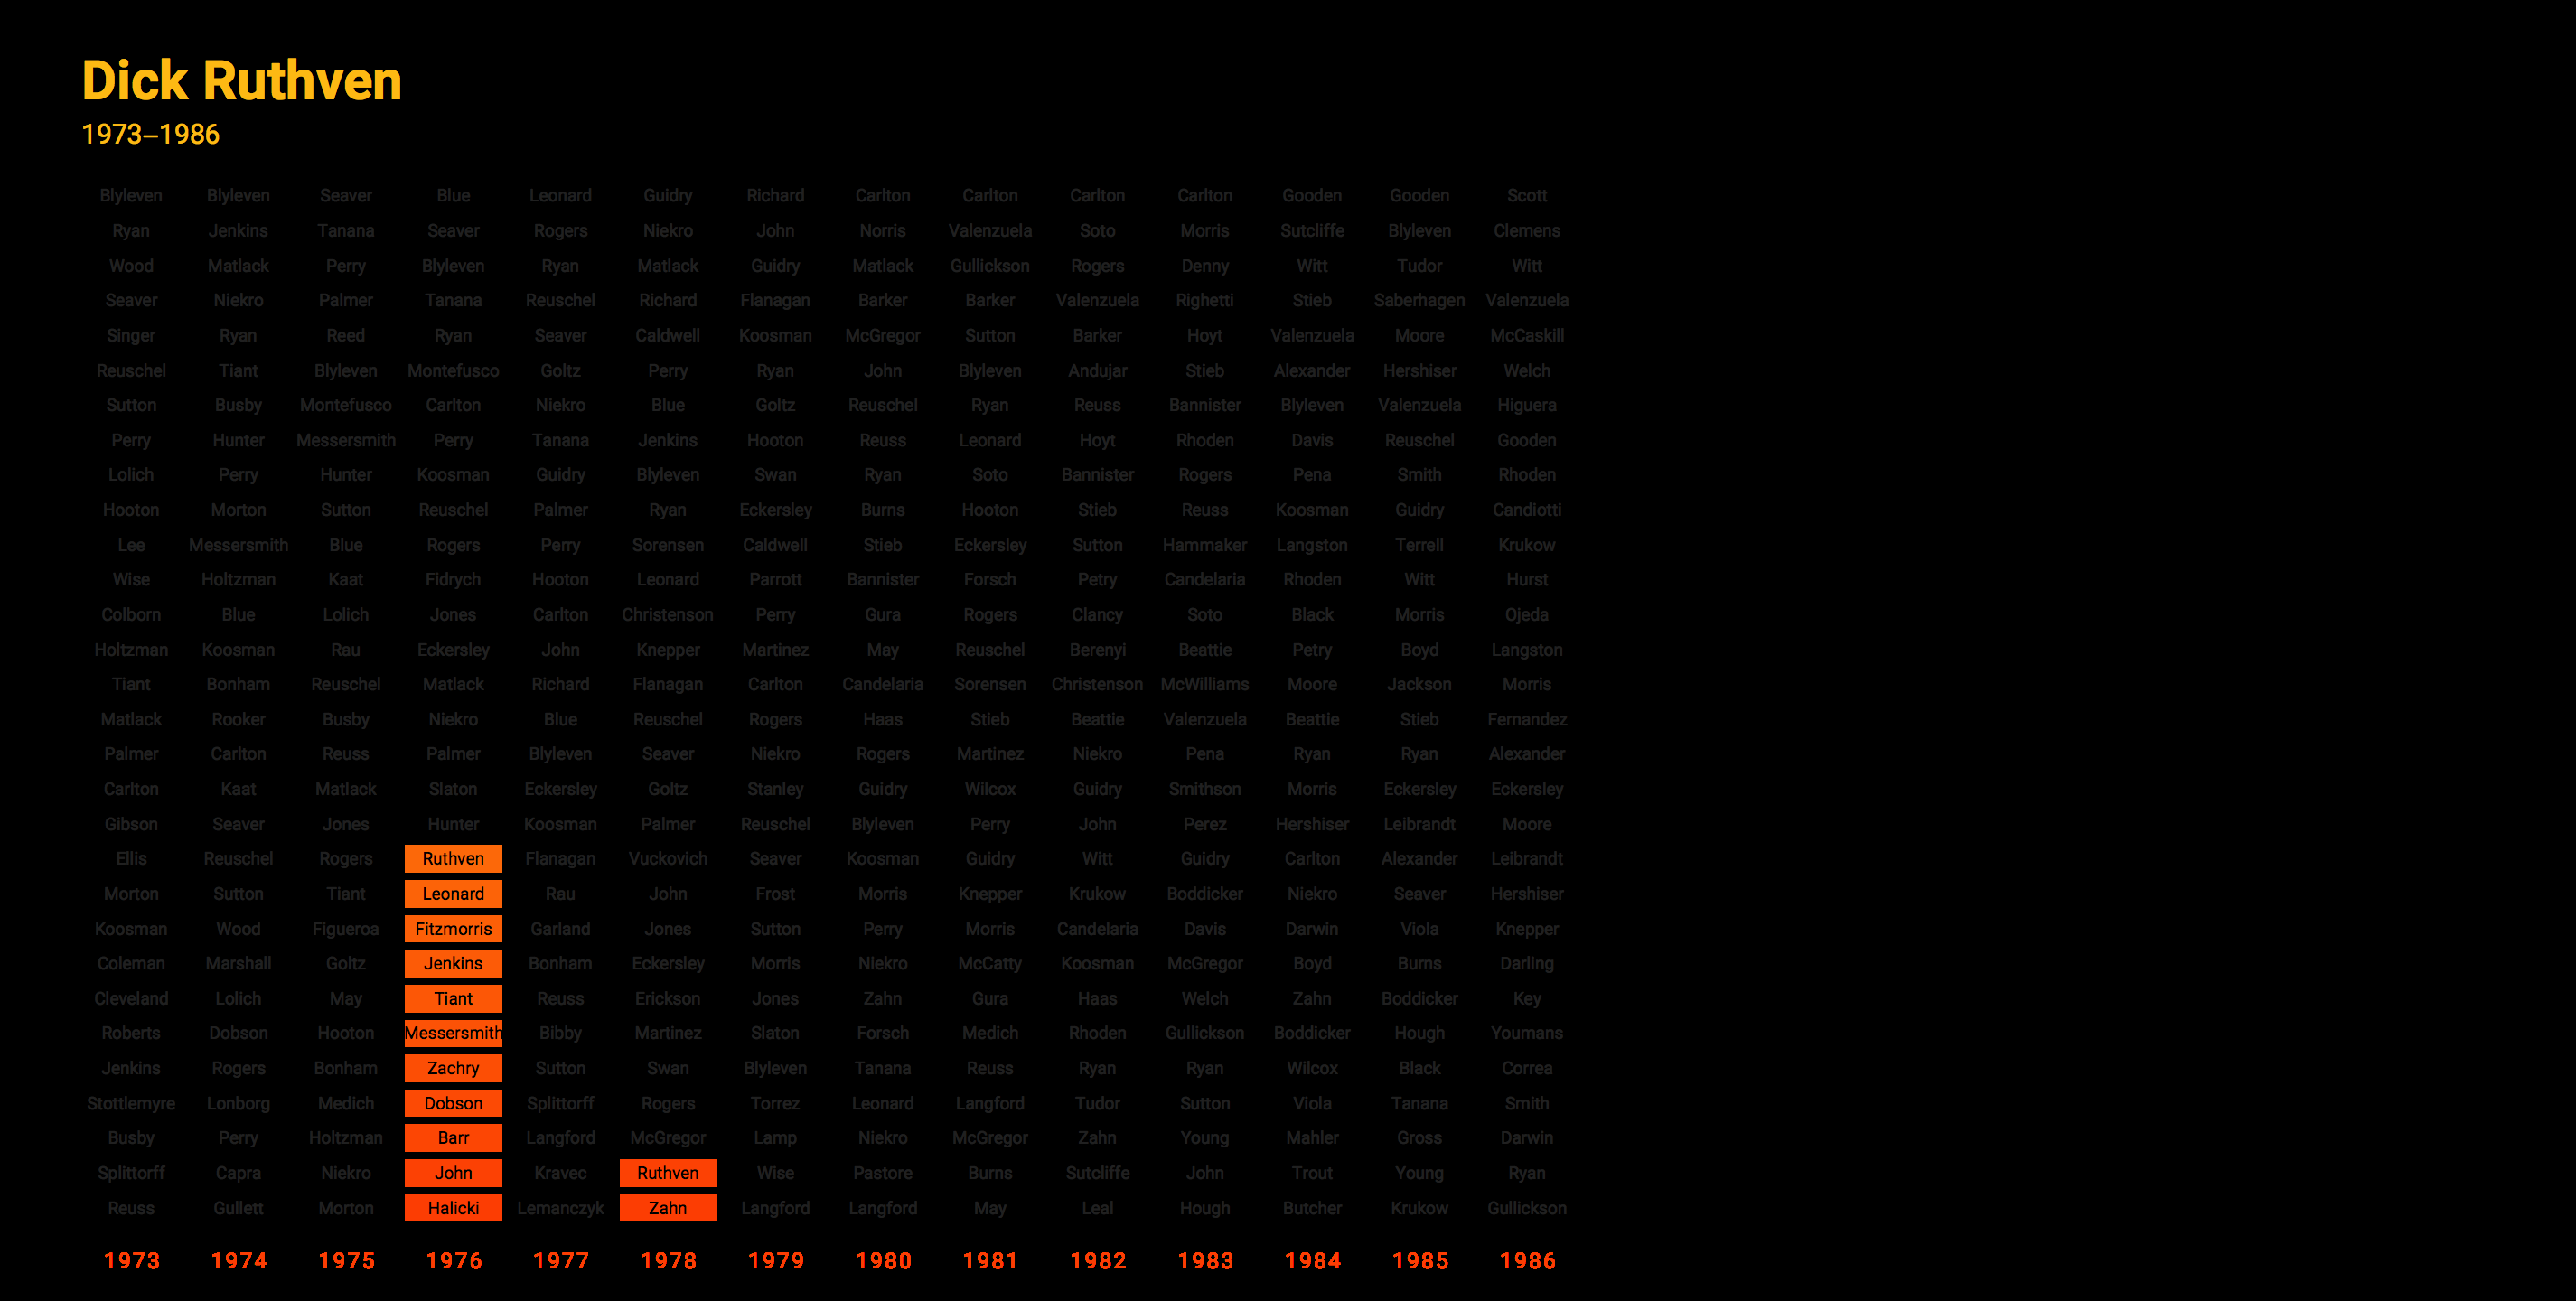 Dick Ruthven
1973–1986
Blyleven Blyleven Seaver Blue Leonard Guidry Richard Carlton Carlton Carlton Carlton Gooden Gooden Scott
Ryan Jenkins Tanana Seaver Rogers Niekro John Norris Valenzuela Soto Morris Sutcliffe Blyleven Clemens
Wood Matlack Perry Blyleven Ryan Matlack Guidry Matlack Gullickson Rogers Denny Witt Tudor Witt
Seaver Niekro Palmer Tanana Reuschel Richard Flanagan Barker Barker Valenzuela Righetti Stieb Saberhagen Valenzuela
Singer Ryan Reed Ryan Seaver Caldwell Koosman McGregor Sutton Barker Hoyt Valenzuela Moore McCaskill
Reuschel Tiant Blyleven Montefusco Goltz Perry Ryan John Blyleven Andujar Stieb Alexander Hershiser Welch
Sutton Busby Montefusco Carlton Niekro Blue Goltz Reuschel Ryan Reuss Bannister Blyleven Valenzuela Higuera
Perry Hunter Messersmith Perry Tanana Jenkins Hooton Reuss Leonard Hoyt Rhoden Davis Reuschel Gooden
Lolich Perry Hunter Koosman Guidry Blyleven Swan Ryan Soto Bannister Rogers Pena Smith Rhoden
Hooton Morton Sutton Reuschel Palmer Ryan Eckersley Burns Hooton Stieb Reuss Koosman Guidry Candiotti
Lee Messersmith Blue Rogers Perry Sorensen Caldwell Stieb Eckersley Sutton Hammaker Langston Terrell Krukow
Wise Holtzman Kaat Fidrych Hooton Leonard Parrott Bannister Forsch Petry Candelaria Rhoden Witt Hurst
Colborn Blue Lolich Jones Carlton Christenson Perry Gura Rogers Clancy Soto Black Morris Ojeda
Holtzman Koosman Rau Eckersley John Knepper Martinez May Reuschel Berenyi Beattie Petry Boyd Langston
Tiant Bonham Reuschel Matlack Richard Flanagan Carlton Candelaria Sorensen Christenson McWilliams Moore Jackson Morris
Matlack Rooker Busby Niekro Blue Reuschel Rogers Haas Stieb Beattie Valenzuela Beattie Stieb Fernandez
Palmer Carlton Reuss Palmer Blyleven Seaver Niekro Rogers Martinez Niekro Pena Ryan Ryan Alexander
Carlton Kaat Matlack Slaton Eckersley Goltz Stanley Guidry Wilcox Guidry Smithson Morris Eckersley Eckersley
Gibson Seaver Jones Hunter Koosman Palmer Reuschel Blyleven Perry John Perez Hershiser Leibrandt Moore
Ellis Reuschel Rogers Ruthven Flanagan Vuckovich Seaver Koosman Guidry Witt Guidry Carlton Alexander Leibrandt
Morton Sutton Tiant Leonard Rau John Frost Morris Knepper Krukow Boddicker Niekro Seaver Hershiser
Koosman Wood Figueroa Fitzmorris Garland Jones Sutton Perry Morris Candelaria Davis Darwin Viola Knepper
Coleman Marshall Goltz Jenkins Bonham Eckersley Morris Niekro McCatty Koosman McGregor Boyd Burns Darling
Cleveland Lolich May Tiant Reuss Erickson Jones Zahn Gura Haas Welch Zahn Boddicker Key
Roberts Dobson Hooton Messersmith Bibby Martinez Slaton Forsch Medich Rhoden Gullickson Boddicker Hough Youmans
Jenkins Rogers Bonham Zachry Sutton Swan Blyleven Tanana Reuss Ryan Ryan Wilcox Black Correa
Stottlemyre Lonborg Medich Dobson Splittorff Rogers Torrez Leonard Langford Tudor Sutton Viola Tanana Smith
Busby Perry Holtzman Barr Langford McGregor Lamp Niekro McGregor Zahn Young Mahler Gross Darwin
Splittorff Capra Niekro John Kravec Ruthven Wise Pastore Burns Sutcliffe John Trout Young Ryan
Reuss Gullett Morton Halicki Lemanczyk Zahn Langford Langford May Leal Hough Butcher Krukow Gullickson
1973 1974 1975 1976 1977 1978 1979 1980 1981 1982 1983 1984 1985 1986